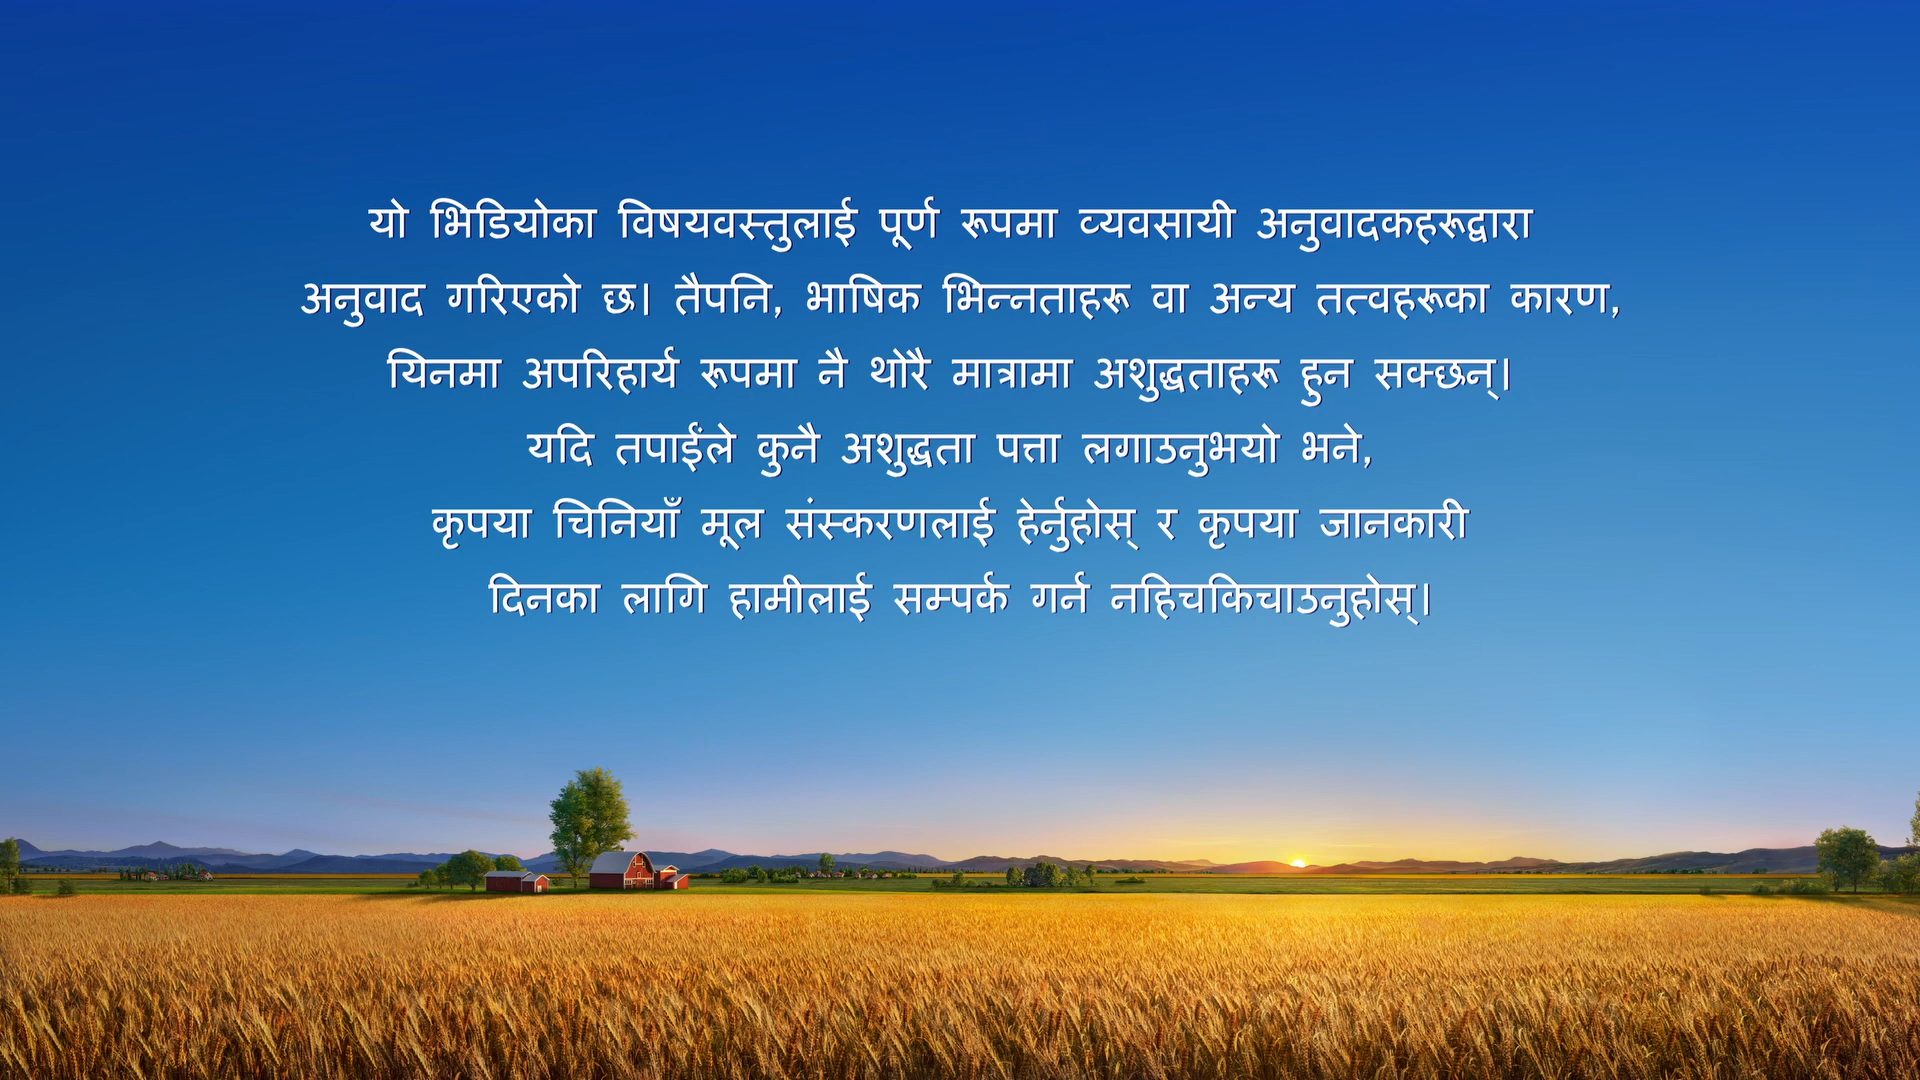 यो भिडियोका विषयवस्तुलाई पूर्ण रूपमा व्यवसायी अनुवादकहरूद्वारा
अनुवाद गरिएको छ। तैपनि, भाषिक भिन्नताहरू वा अन्य तत्वहरूका कारण,
यिनमा अपरिहार्य रूपमा नै थोरै मात्रामा अशुद्धताहरू हुन सक्छन्।
यदि तपाईंले कुनै अशुद्धता पत्ता लगाउनुभयो भने,
कृपया चिनियाँ मूल संस्करणलाई हेर्नुहोस् र कृपया जानकारी
दिनका लागि हामीलाई सम्पर्क गर्न नहिचकिचाउनुहोस्।